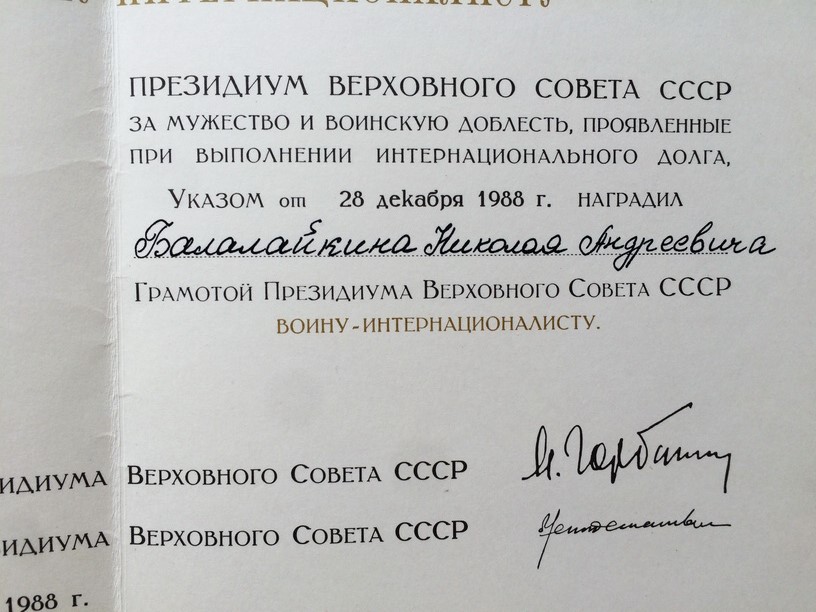 ИНТЕРНАЦИОНАЛИСТУ
ПРЕЗИДИУМ ВЕРХОВНОГО СОВЕТА СССР
ЗА МУЖЕСТВО И ВОИНСКУЮ ДОБЛЕСТЬ, ПРОЯВЛЕННЫЕ
ПРИ ВЫПОЛНЕНИИ ИНТЕРНАЦИОНАЛЬНОГО ДОЛГА,
УКАЗОМ от 28 декабря 1988 г. НАГРАДИЛ
Балалайкина Николая Андреевича
ГРАМОТОЙ ПРЕЗИДИУМА ВЕРХОВНОГО СОВЕТА СССР
ВОИНУ-ИНТЕРНАЦИОНАЛИСТУ.
ИДИУМА ВЕРХОВНОГО СОВЕТА СССР М. Горбачев
ИДИУМА ВЕРХОВНОГО СОВЕТА СССР
1988 г.